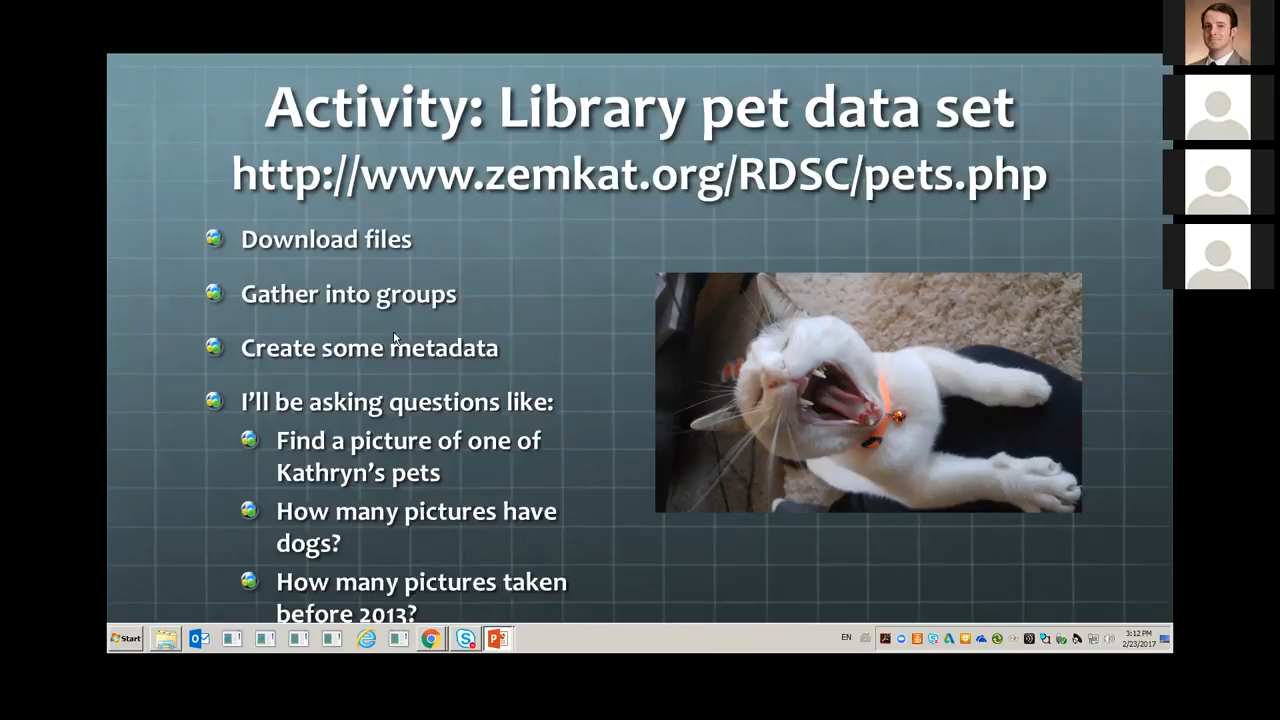 Activity: Library pet data set
http://www.zemkat.org/RDSC/pets.php
Download files
Gather into groups
Create some metadata
I’ll be asking questions like:
Find a picture of one of
Kathryn’s pets
How many pictures have
dogs?
How many pictures taken
before 2013?
Start
EN
3:12 PM
2/23/2017